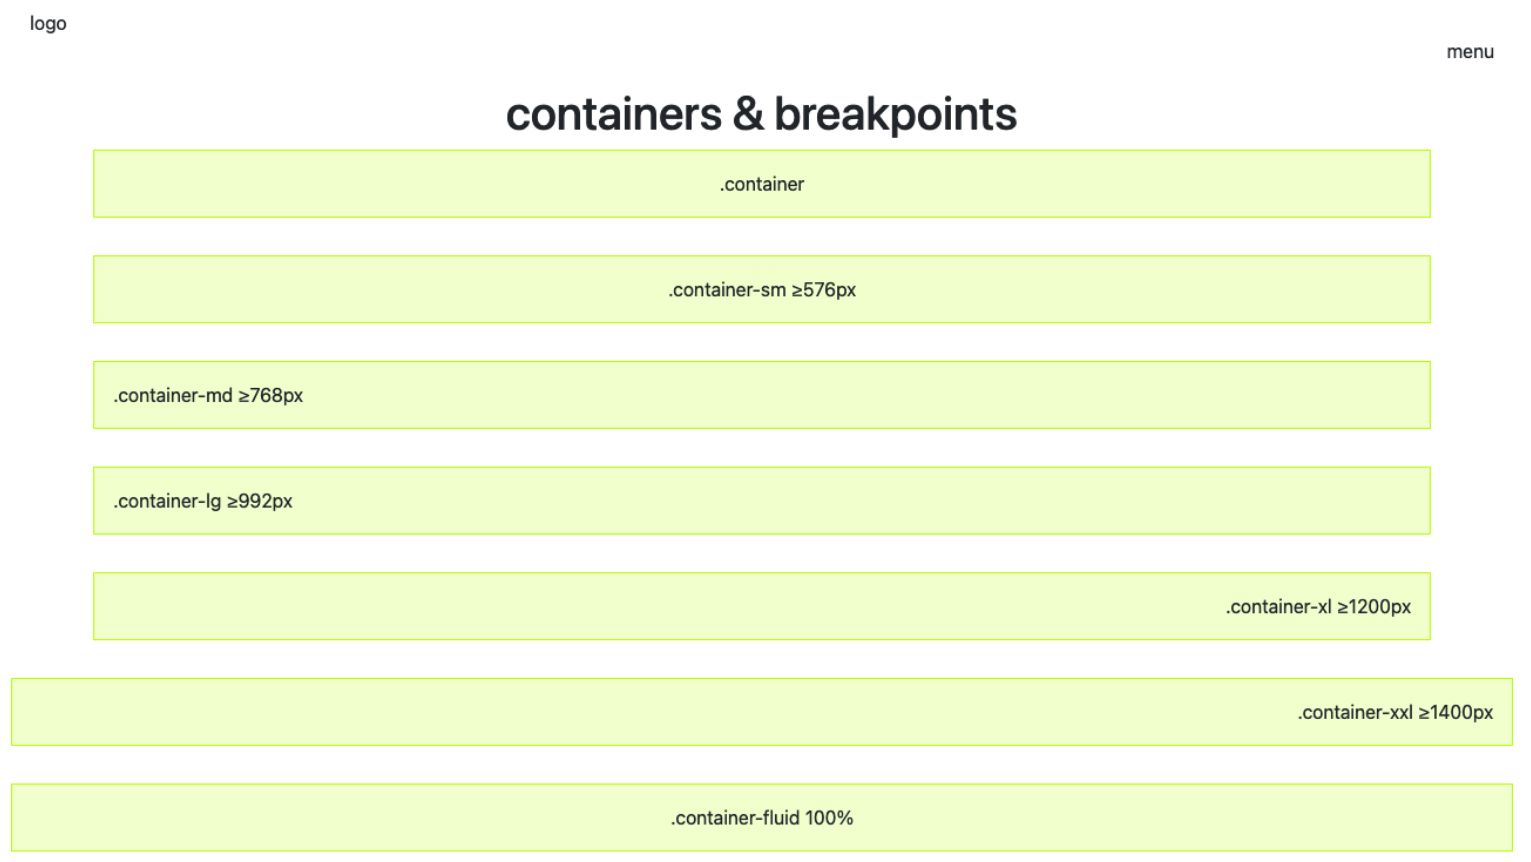 logo
menu
containers & breakpoints
.container
.container-sm ≥576px
.container-md ≥768px
.container-lg ≥992px
.container-xl ≥1200px
.container-xxl ≥1400px
.container-fluid 100%